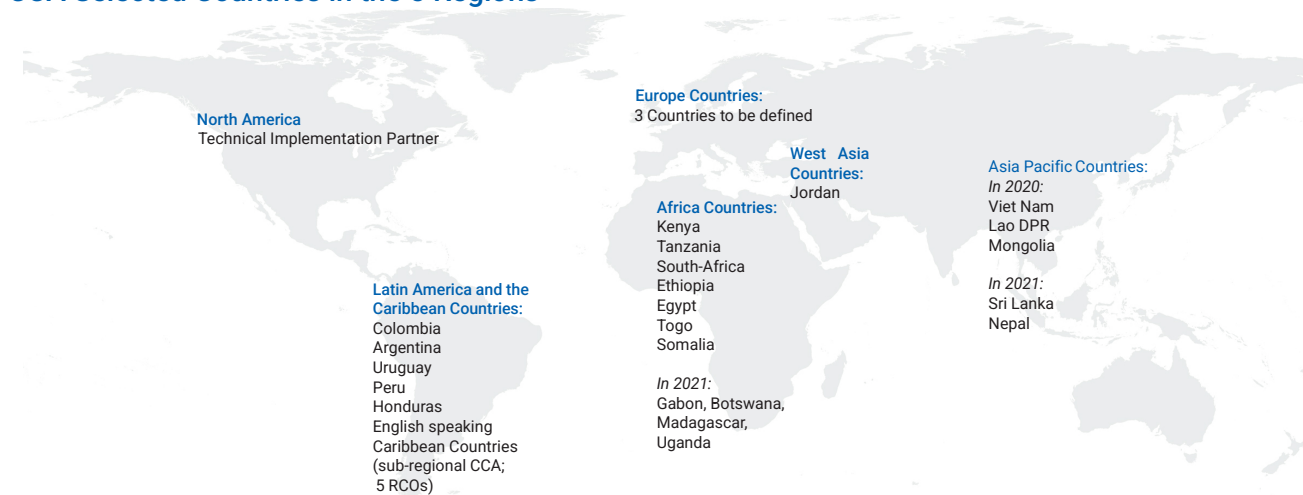 North America
Technical Implementation Partner
Europe Countries:
3 Countries to be defined
West Asia
Countries:
Jordan
Asia Pacific Countries:
In 2020:
Viet Nam
Lao DPR
Mongolia
In 2021:
Sri Lanka
Nepal
Africa Countries:
Kenya
Tanzania
South-Africa
Ethiopia
Egypt
Togo
Somalia
In 2021:
Gabon, Botswana,
Madagascar,
Uganda
Latin America and the
Caribbean Countries:
Colombia
Argentina
Uruguay
Peru
Honduras
English speaking
Caribbean Countries
(sub-regional CCA;
5 RCOs)